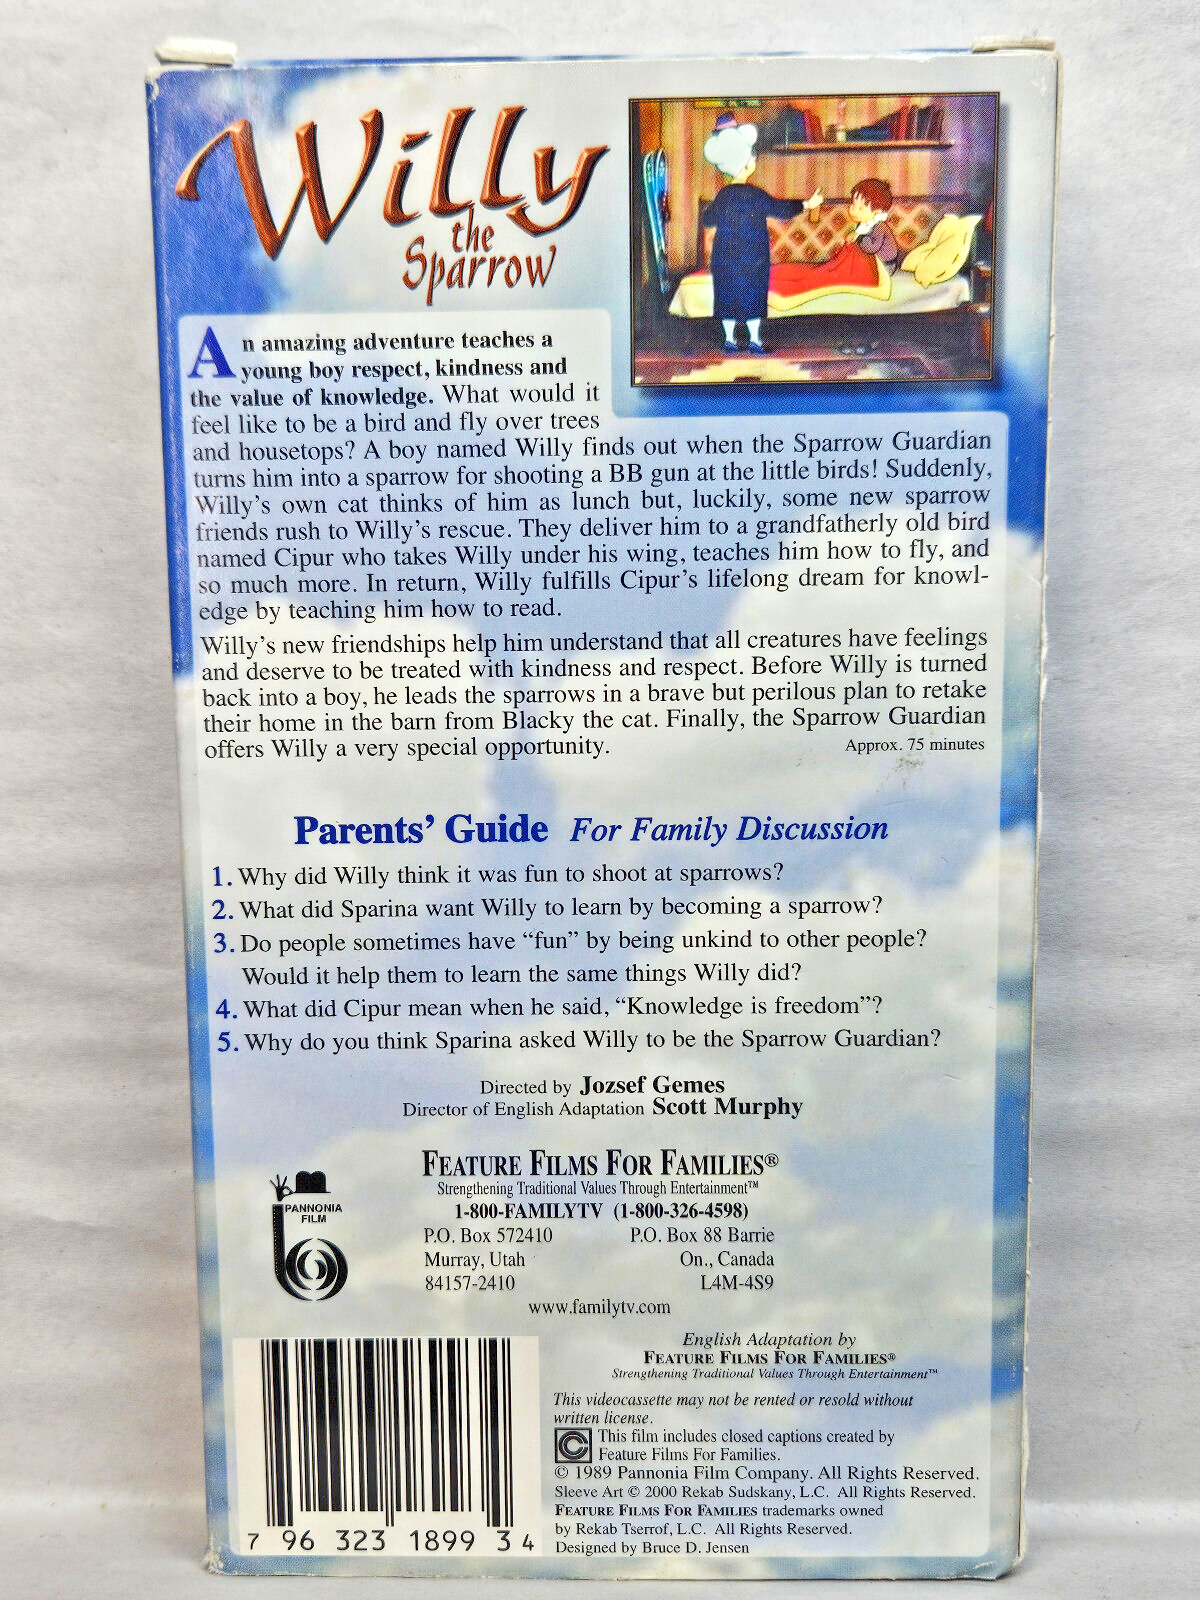 Willy
the
Sparrow
An amazing adventure teaches a
young boy respect, kindness and
the value of knowledge. What would it
feel like to be a bird and fly over trees
and housetops? A boy named Willy finds out when the Sparrow Guardian
turns him into a sparrow for shooting a BB gun at the little birds! Suddenly,
Willy's own cat thinks of him as lunch but, luckily, some new sparrow
friends rush to Willy's rescue. They deliver him to a grandfatherly old bird
named Cipur who takes Willy under his wing, teaches him how to fly, and
so much more. In return, Willy fulfills Cipur's lifelong dream for knowl-
edge by teaching him how to read.
Willy's new friendships help him understand that all creatures have feelings
and deserve to be treated with kindness and respect. Before Willy is turned
back into a boy, he leads the sparrows in a brave but perilous plan to retake
their home in the barn from Blacky the cat. Finally, the Sparrow Guardian
offers Willy a very special opportunity. Approx. 75 minutes
Parents' Guide For Family Discussion
1. Why did Willy think it was fun to shoot at sparrows?
2. What did Sparina want Willy to learn by becoming a sparrow?
3. Do people sometimes have “fun” by being unkind to other people?
Would it help them to learn the same things Willy did?
4. What did Cipur mean when he said, “Knowledge is freedom”?
5. Why do you think Sparina asked Willy to be the Sparrow Guardian?
Directed by Jozsef Gemes
Director of English Adaptation Scott Murphy
FEATURE FILMS FOR FAMILIES®
Strengthening Traditional Values Through Entertainment™
1-800-FAMILYTV (1-800-326-4598)
P.O. Box 572410 P.O. Box 88 Barrie
Murray, Utah On., Canada
84157-2410 L4M-4S9
www.familytv.com
PANNONIA
FILM
English Adaptation by
FEATURE FILMS FOR FAMILIES®
Strengthening Traditional Values Through Entertainment™
This videocassette may not be rented or resold without
written license.
This film includes closed captions created by
Feature Films For Families.
© 1989 Pannonia Film Company. All Rights Reserved.
Sleeve Art © 2000 Rekab Sudskany, L.C. All Rights Reserved.
FEATURE FILMS FOR FAMILIES trademarks owned
by Rekab Tserrof, L.C. All Rights Reserved.
Designed by Bruce D. Jensen
7 96 323 1899 3 4